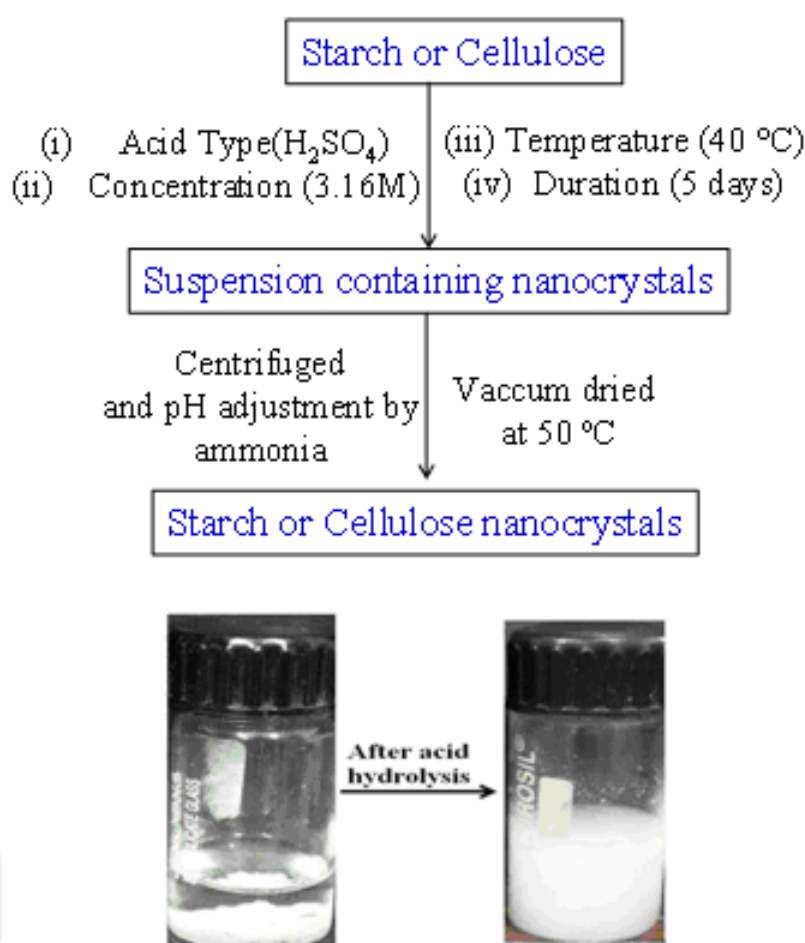 Starch or Cellulose
(i) Acid Type(H₂SO₄)
(ii) Concentration (3.16M)
(iii) Temperature (40 °C)
(iv) Duration (5 days)
Suspension containing nanocrystals
Centrifuged
and pH adjustment by
ammonia
Vaccum dried
at 50 °C
Starch or Cellulose nanocrystals
After acid
hydrolysis
GLASS
ROSIL®